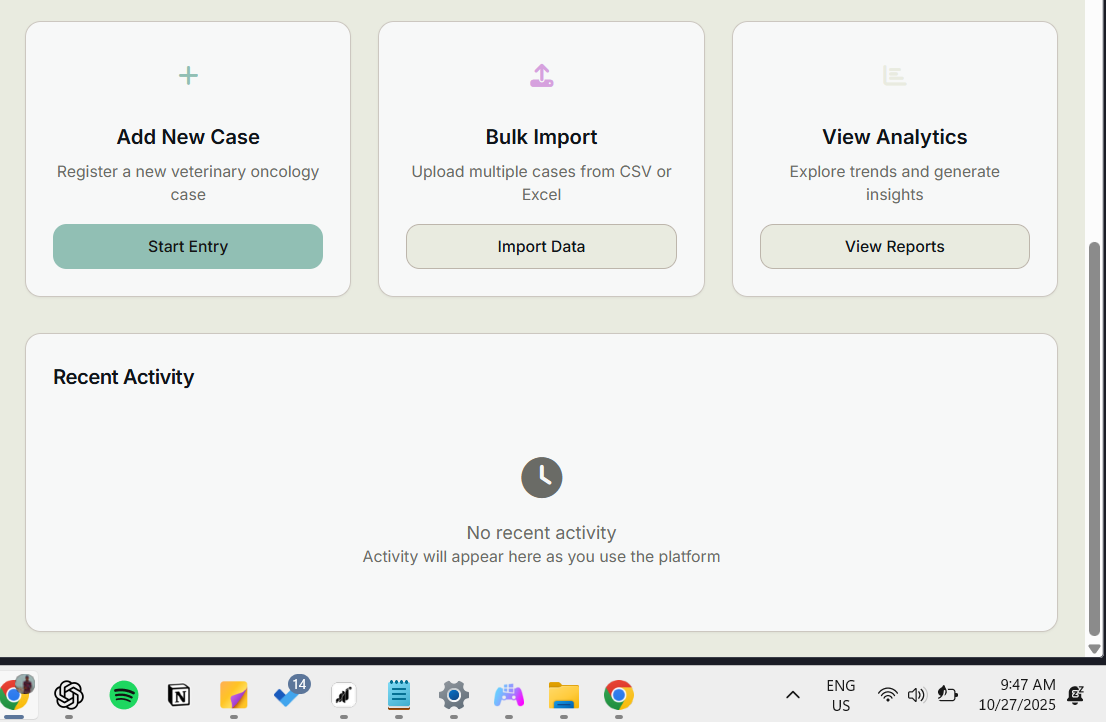 Add New Case
Register a new veterinary oncology
case
Start Entry
Bulk Import
Upload multiple cases from CSV or
Excel
Import Data
View Analytics
Explore trends and generate
insights
View Reports
Recent Activity
No recent activity
Activity will appear here as you use the platform
14
ENG
US
9:47 AM
10/27/2025